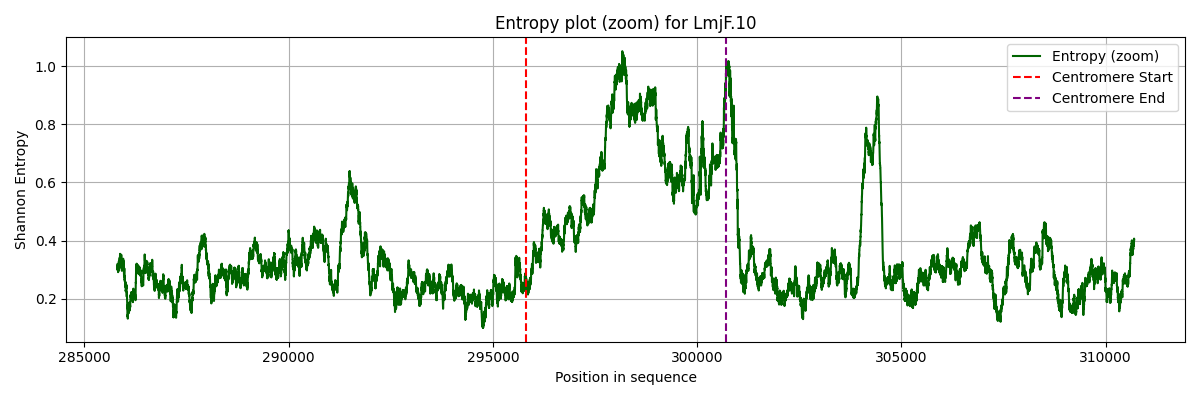 Entropy plot (zoom) for LmjF.10
Shannon Entropy
1.0
0.8
0.6
0.4
0.2
Entropy (zoom)
Centromere Start
Centromere End
285000 290000 295000 300000 305000 310000
Position in sequence